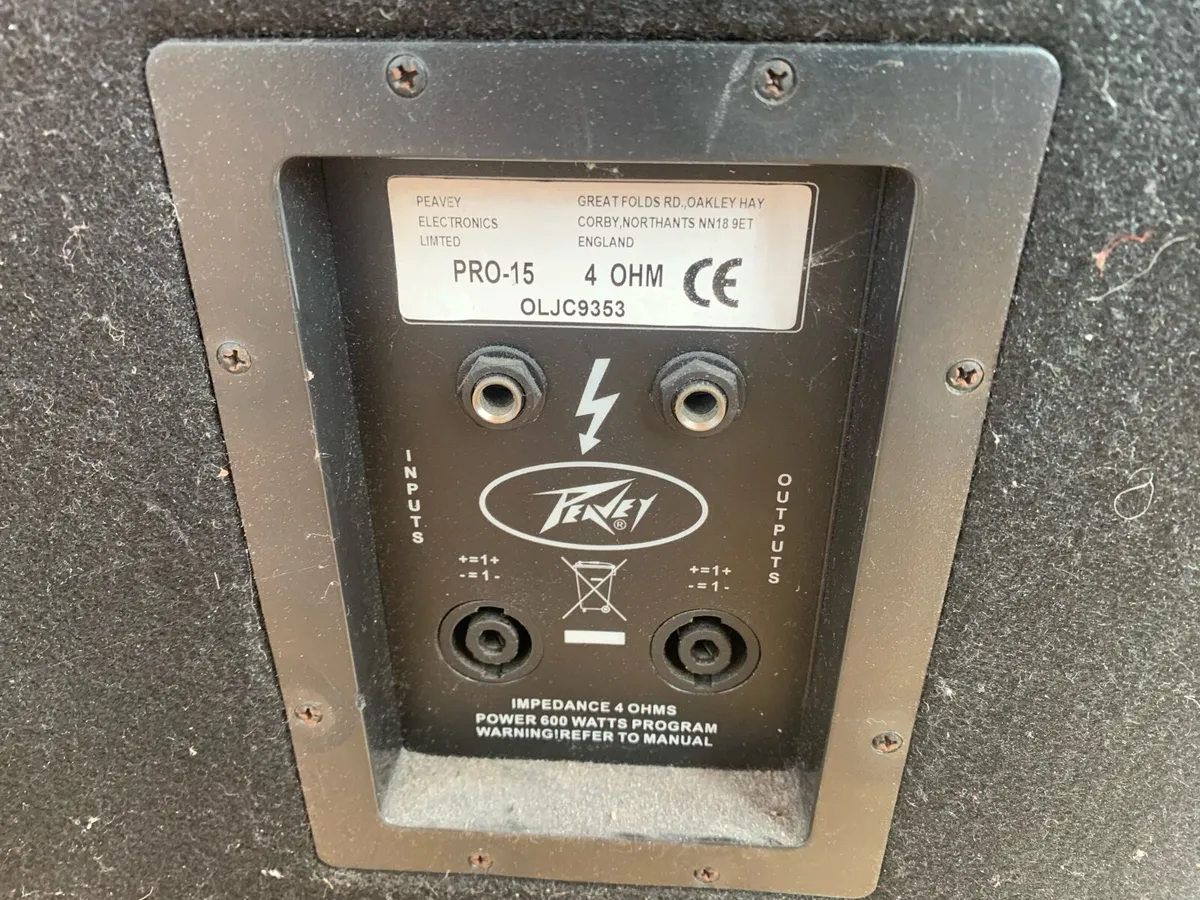 PEAVEY GREAT FOLDS RD.,OAKLEY HAY
ELECTRONICS CORBY,NORTHANTS NN18 9ET
LIMTED ENGLAND
PRO-15 4 OHM CE
OLJC9353
INPUTS
OUTPUTS
PEAVEY®
+=1+
-=1-
+=1+
-=1-
IMPEDANCE 4 OHMS
POWER 600 WATTS PROGRAM
WARNING!REFER TO MANUAL